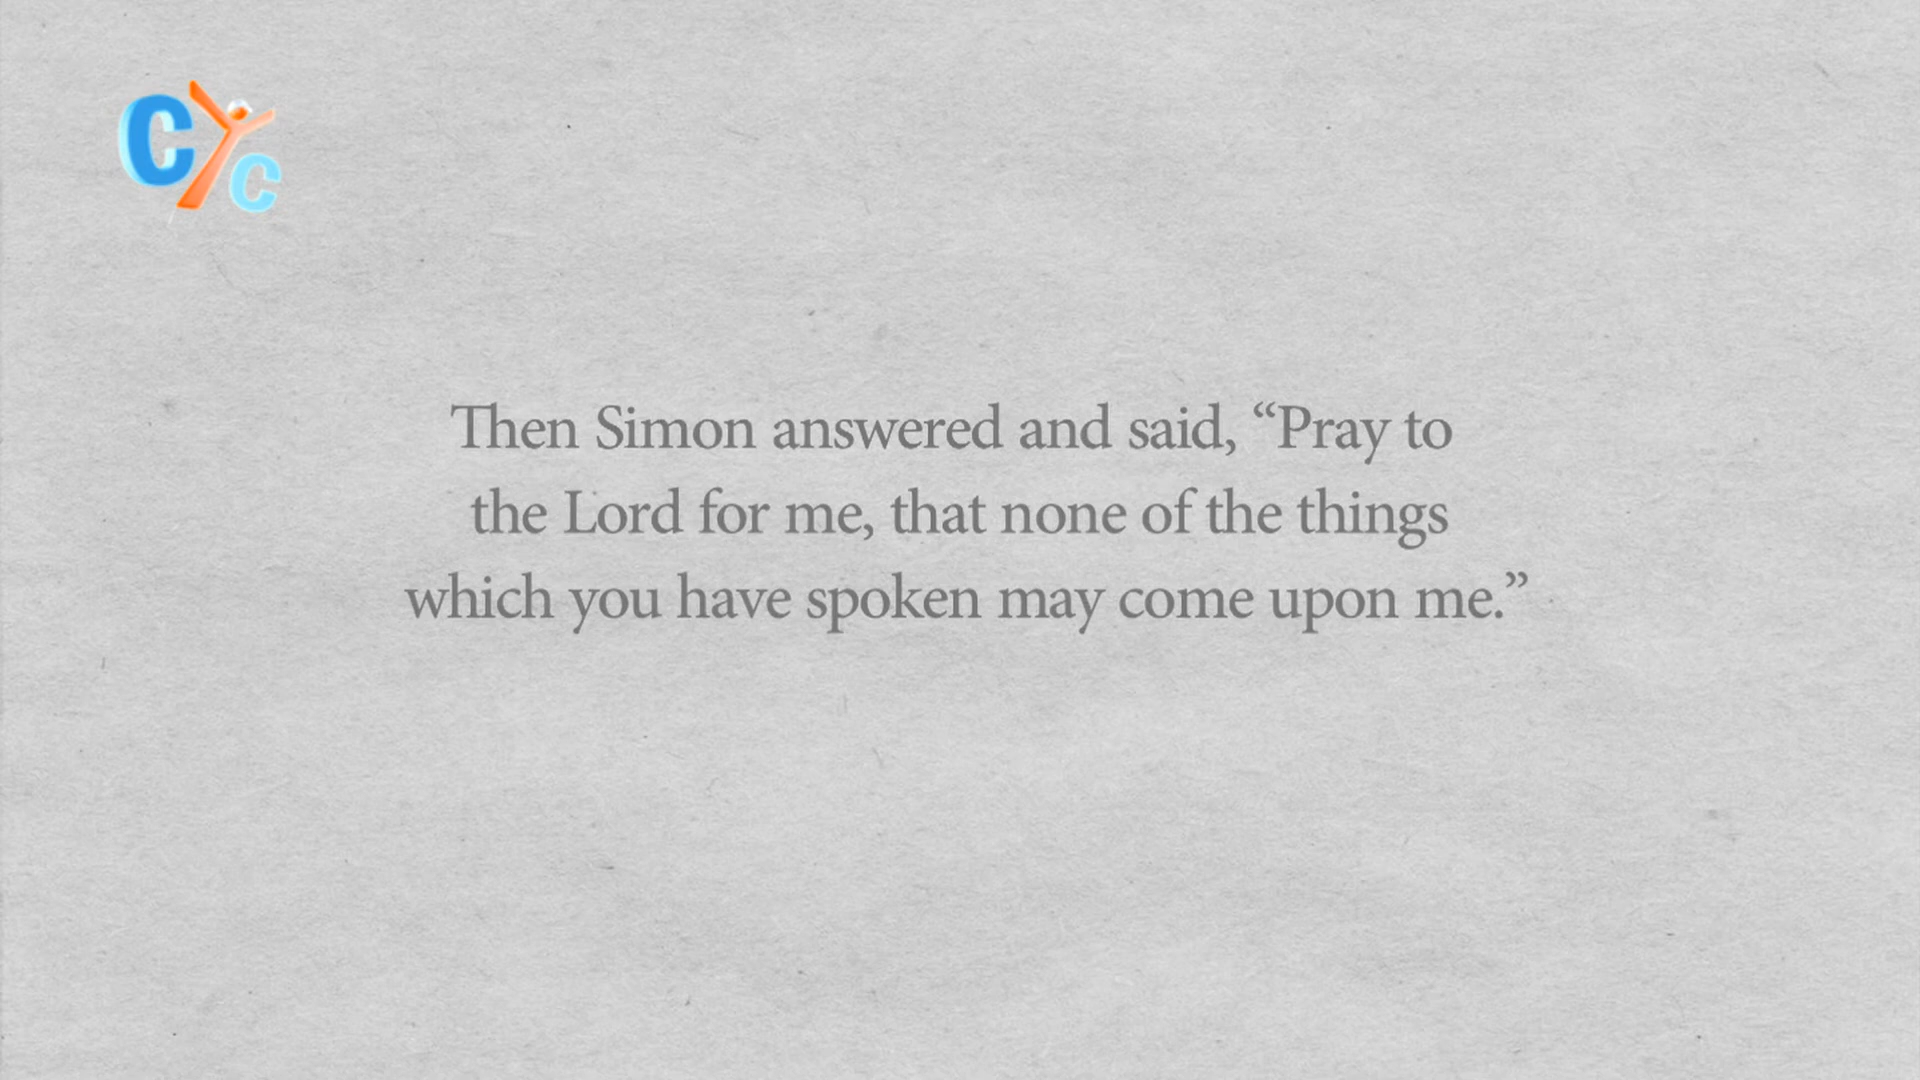 CYC
Then Simon answered and said, “Pray to
the Lord for me, that none of the things
which you have spoken may come upon me.”